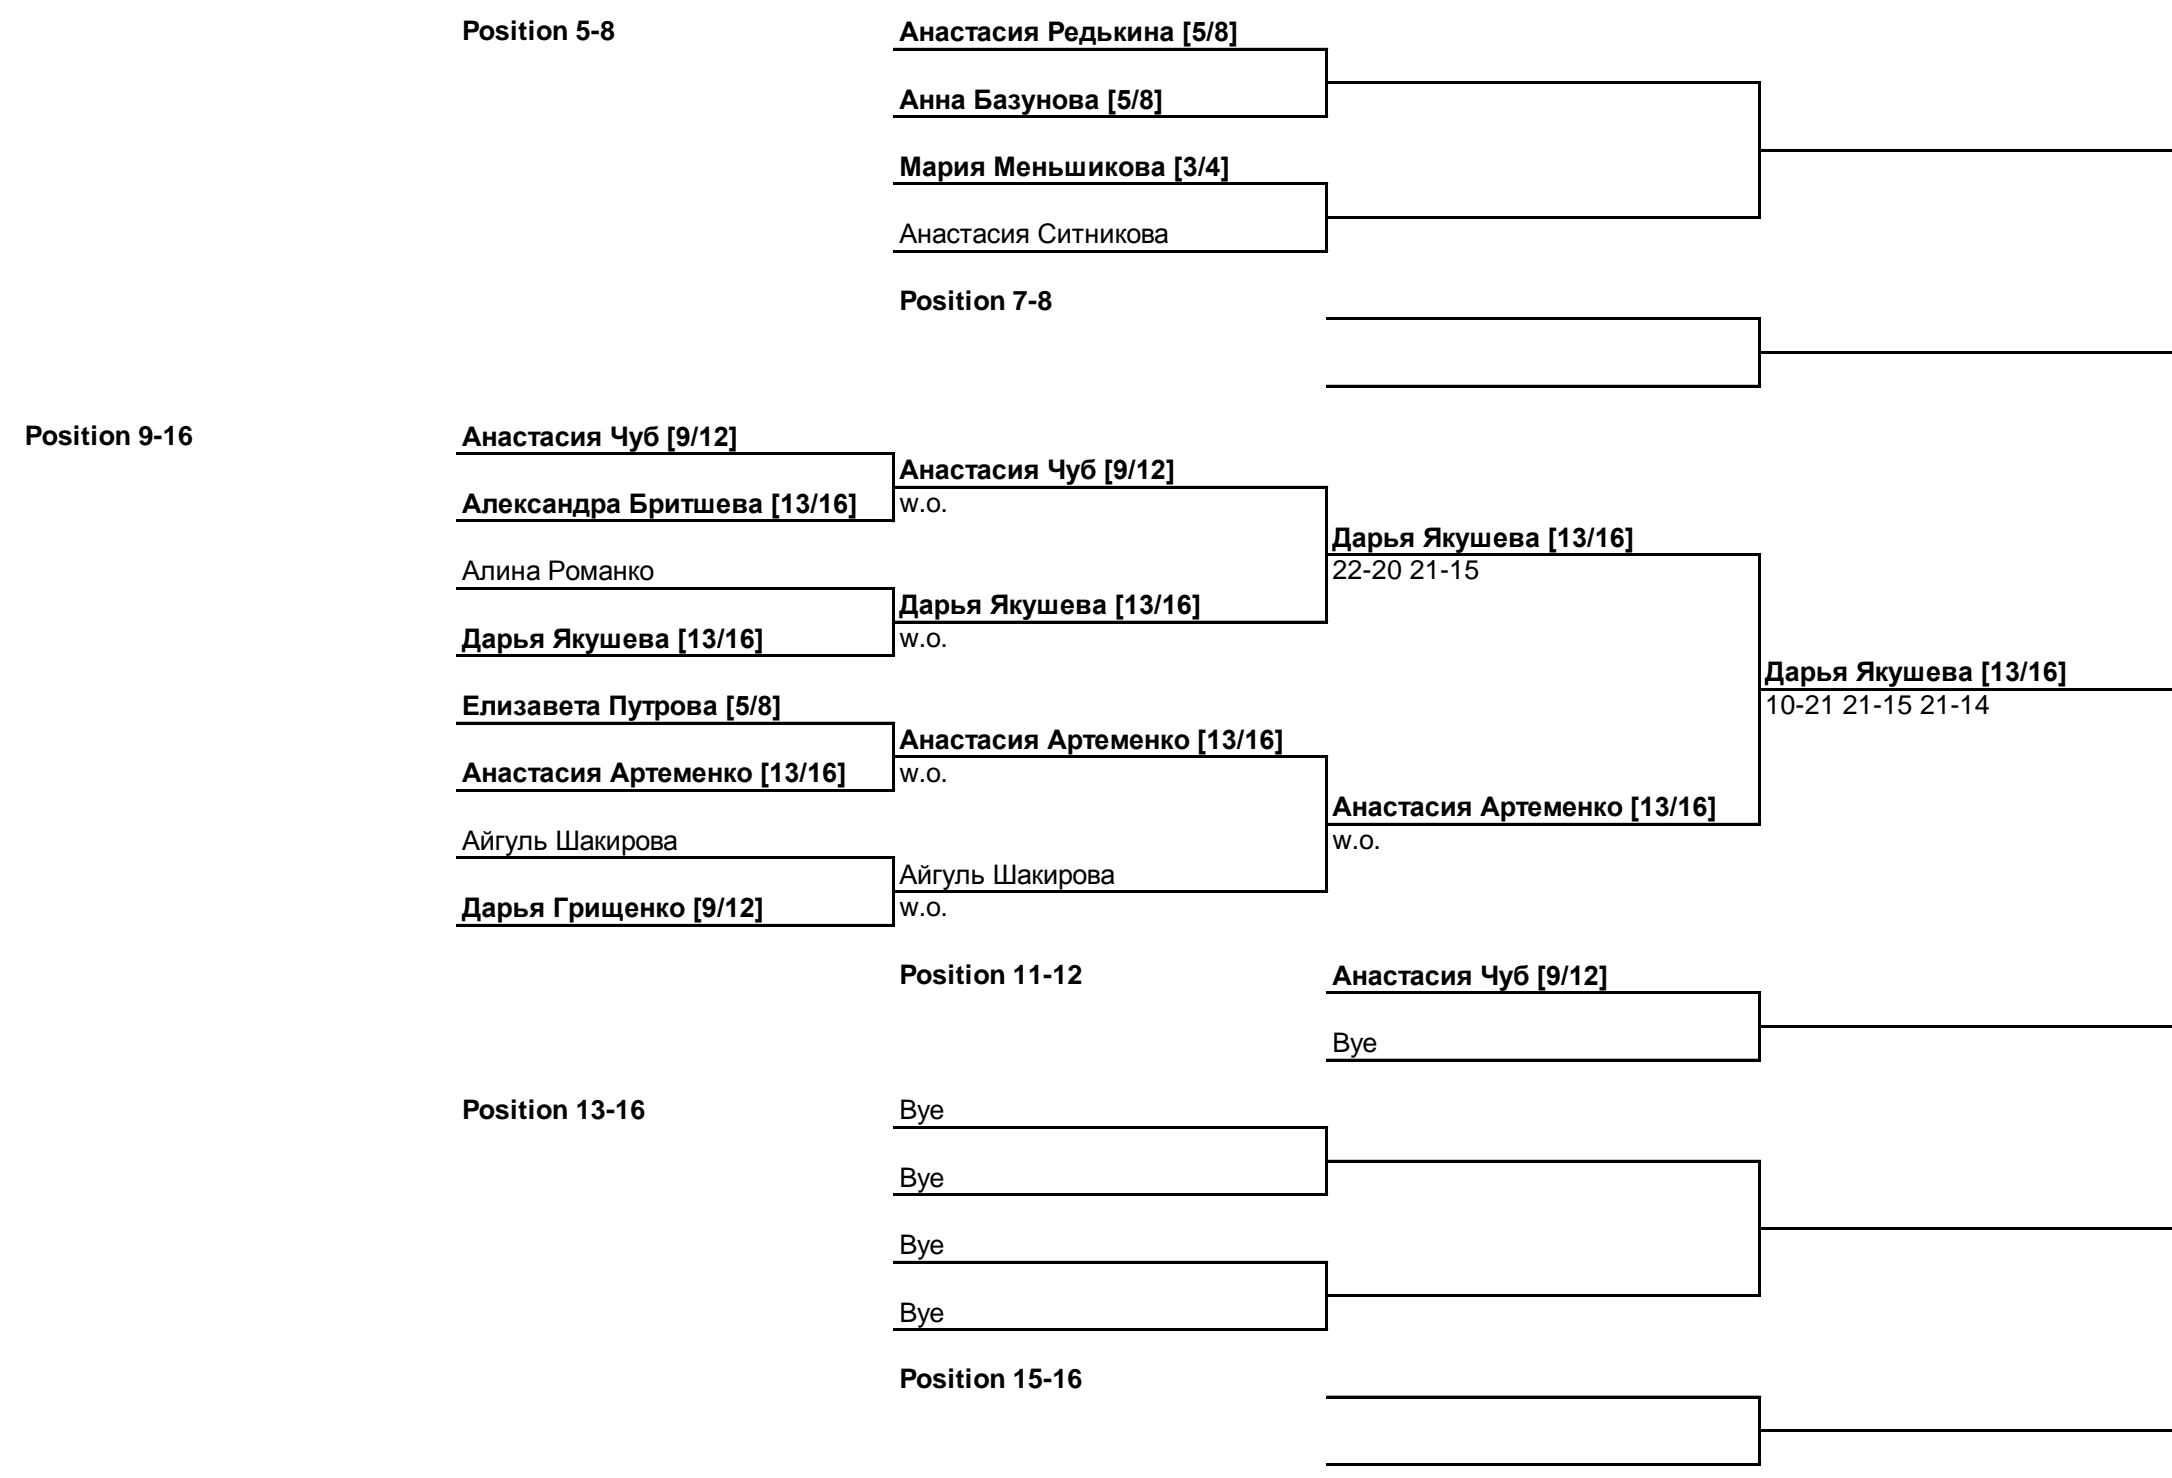 Position 5-8
Анастасия Редькина [5/8]
Анна Базунова [5/8]
Мария Меньшикова [3/4]
Анастасия Ситникова
Position 7-8
Position 9-16
Анастасия Чуб [9/12]
Анастасия Чуб [9/12]
Александра Бритшева [13/16]
w.o.
Дарья Якушева [13/16]
Алина Романко
22-20 21-15
Дарья Якушева [13/16]
Дарья Якушева [13/16]
w.o.
Дарья Якушева [13/16]
Елизавета Путрова [5/8]
10-21 21-15 21-14
Анастасия Артеменко [13/16]
Анастасия Артеменко [13/16]
w.o.
Анастасия Артеменко [13/16]
Айгуль Шакирова
w.o.
Айгуль Шакирова
Дарья Грищенко [9/12]
w.o.
Position 11-12
Анастасия Чуб [9/12]
Bye
Position 13-16
Bye
Bye
Bye
Bye
Position 15-16